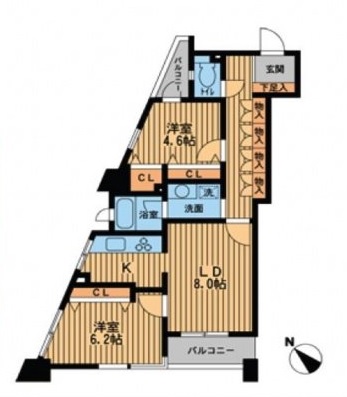 バルコニー
トイレ
玄関
下足入
物入
物入
物入
物入
洋室
4.6帖
CL
CL
浴室
洗
洗面
K
LD
8.0帖
CL
洋室
6.2帖
バルコニー
N